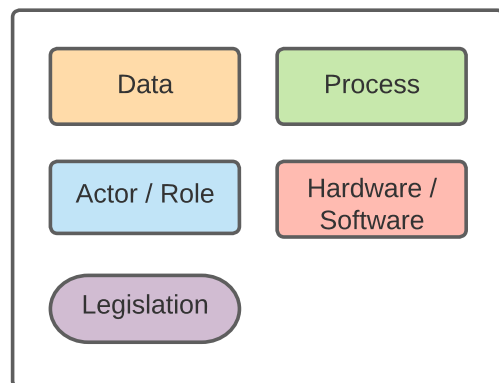 Data
Process
Actor / Role
Hardware /
Software
Legislation